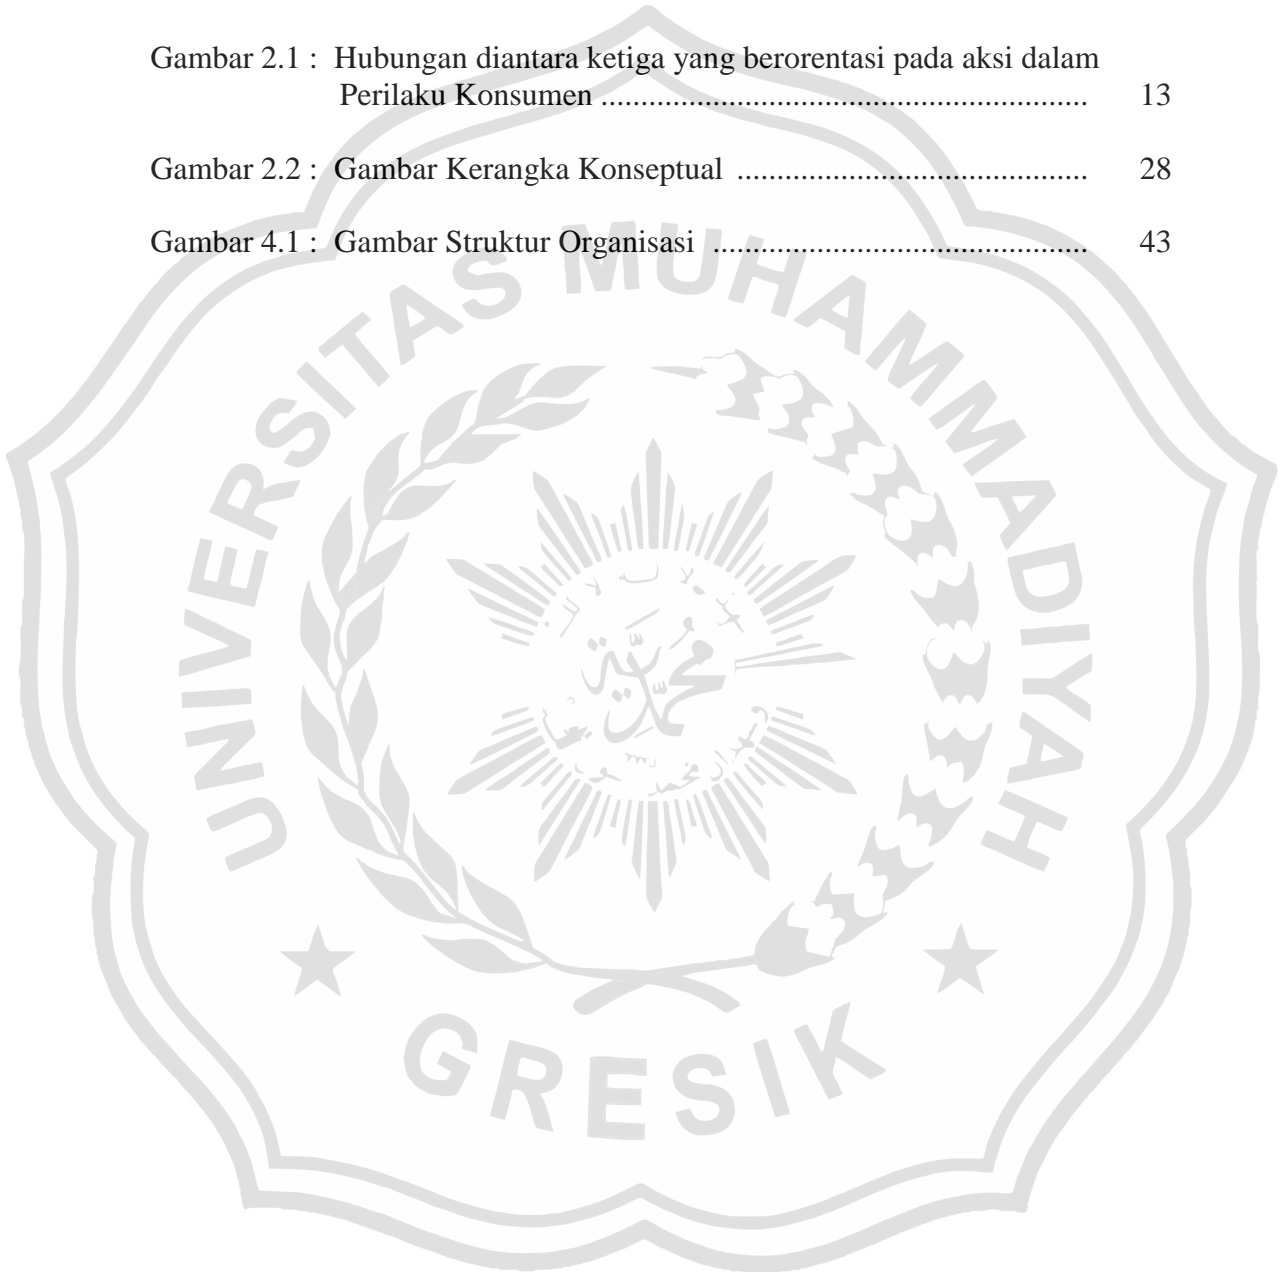 Gambar 2.1 : Hubungan diantara ketiga yang berorentasi pada aksi dalam
Perilaku Konsumen ............................................................ 13
Gambar 2.2 : Gambar Kerangka Konseptual ........................................... 28
Gambar 4.1 : Gambar Struktur Organisasi .............................................. 43
UNIVERSITAS MUHAMMADIYAH
محمدية
GRESIK